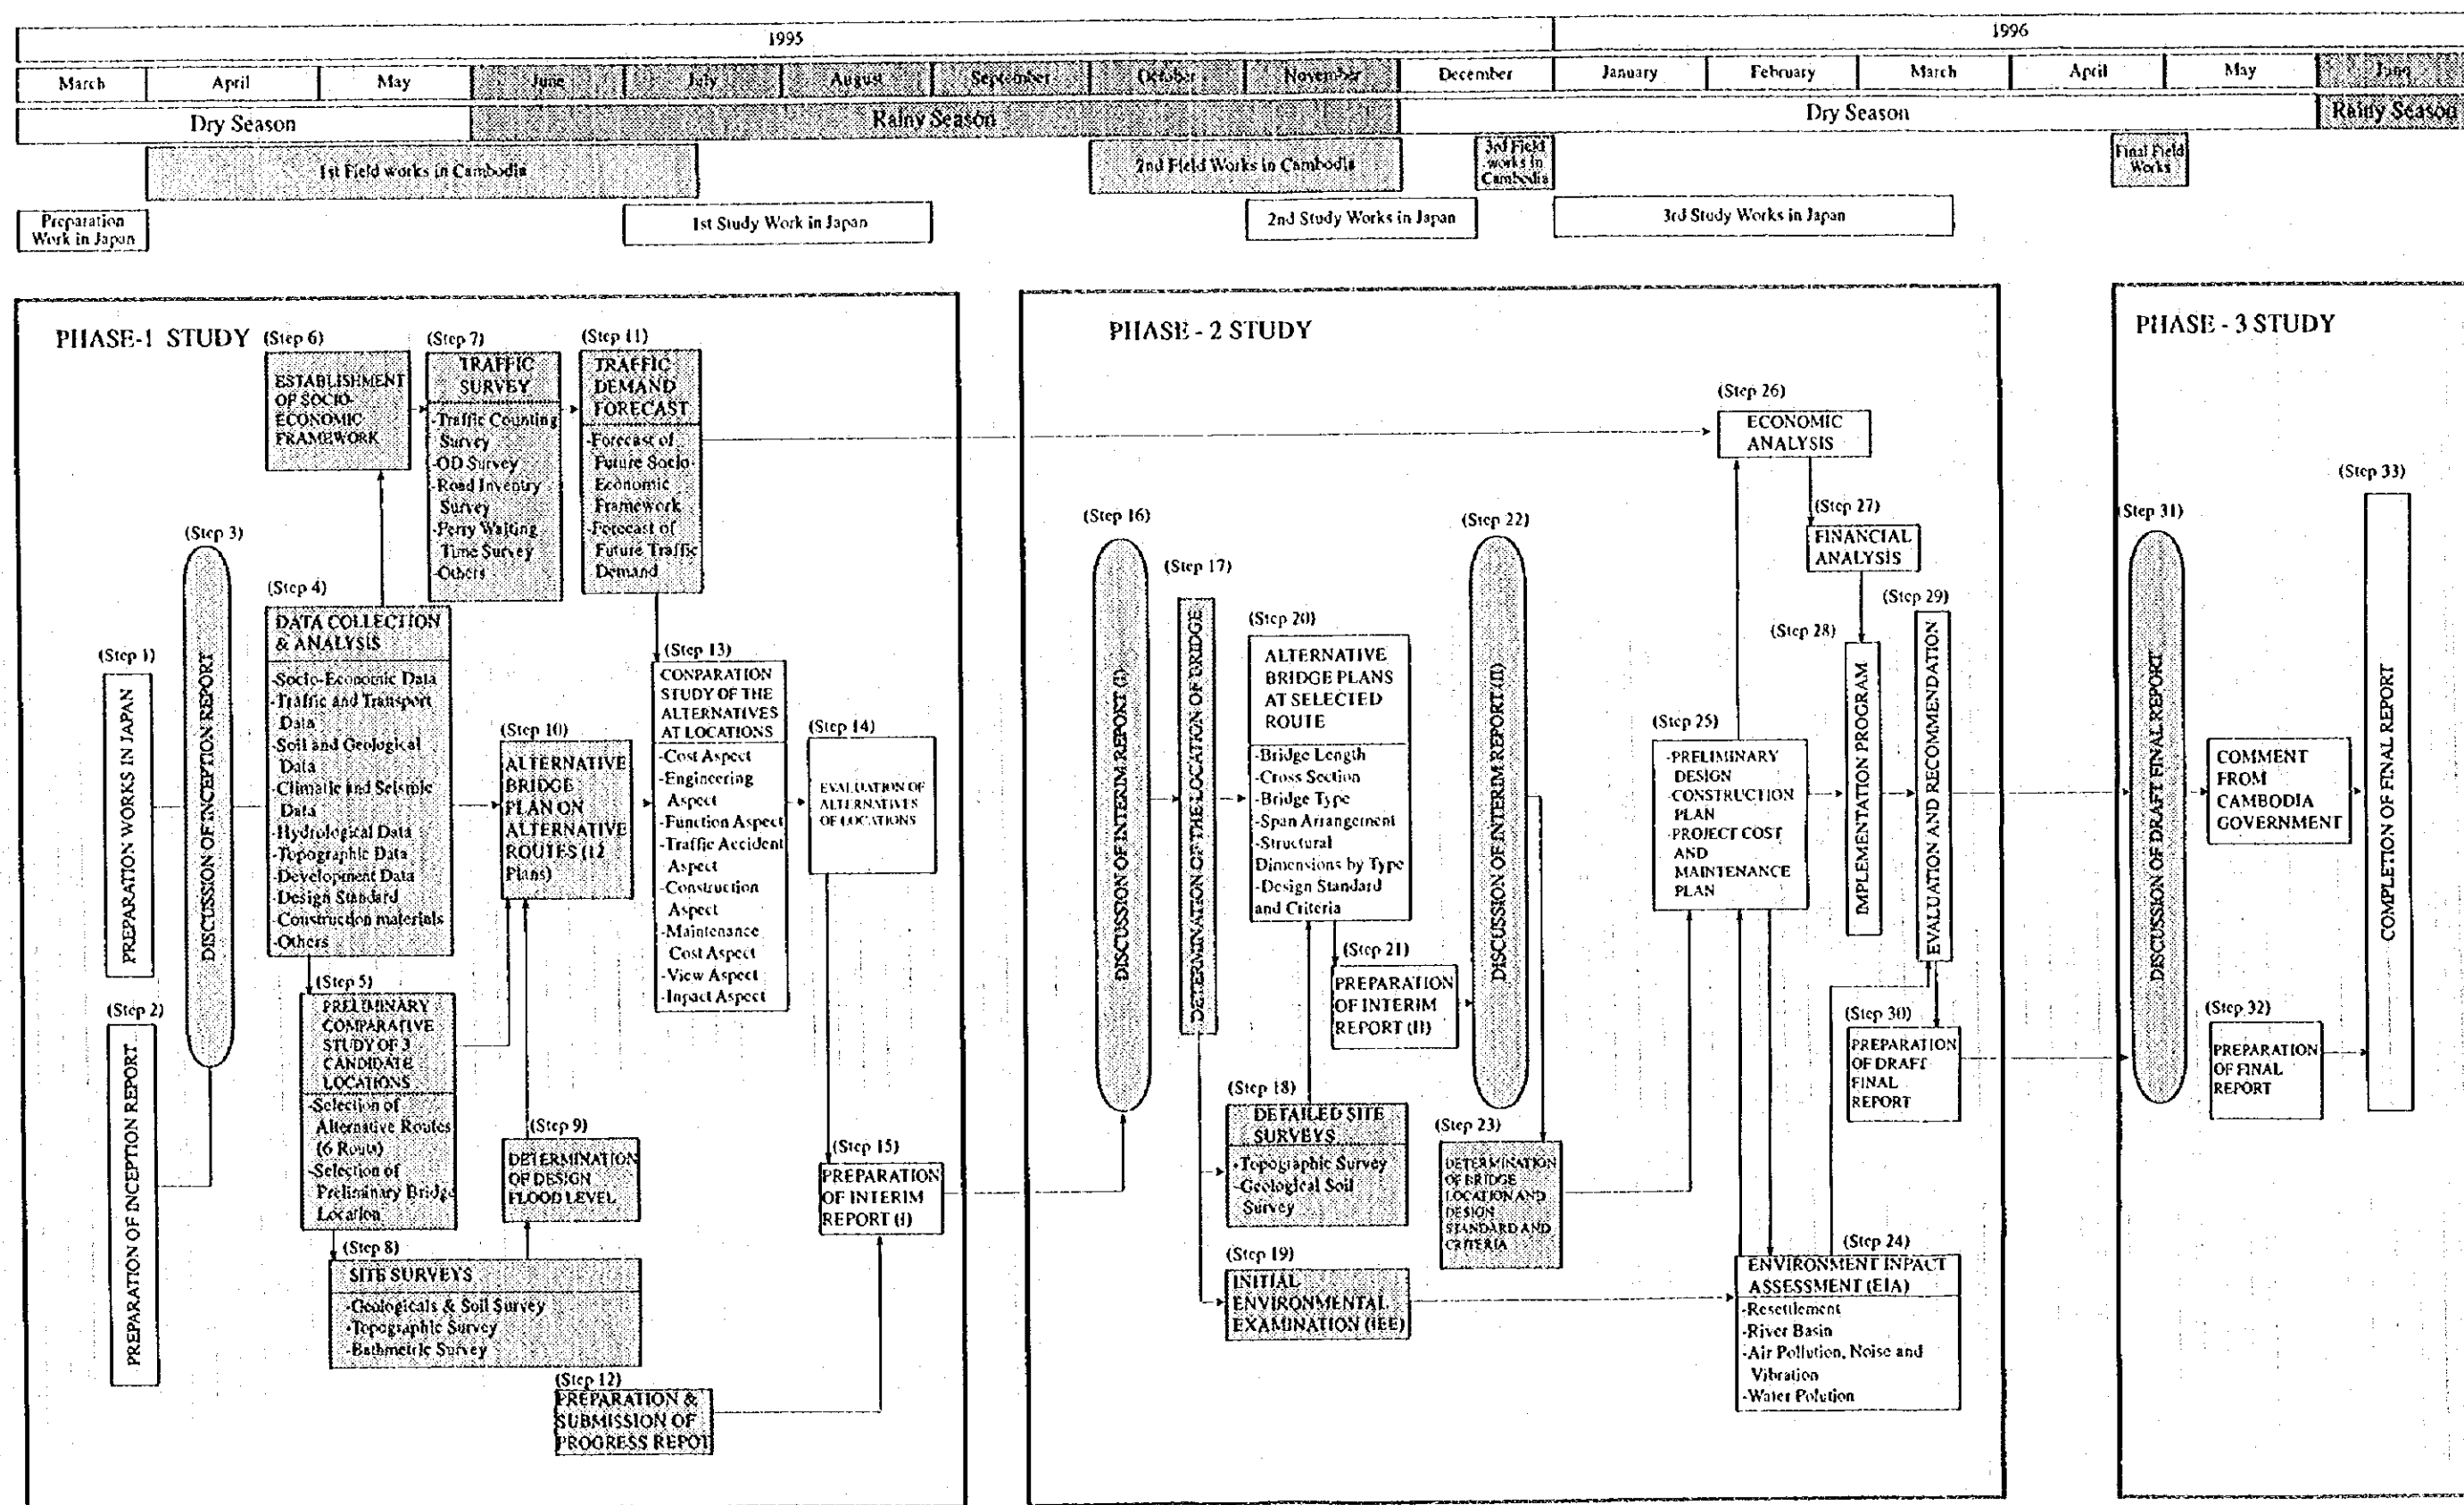 1995
1996
March
April
May
June
July
August
September
October
November
December
January
February
March
April
May
June
Dry Season
Rainy Season
Dry Season
Rainy Season
1st Field works in Cambodia
2nd Field Works in Cambodia
3rd Field
works in
Cambodia
Final Field
Works
Preparation
Work in Japan
1st Study Work in Japan
2nd Study Works in Japan
3rd Study Works in Japan
PHASE-1 STUDY
(Step 1)
PREPARATION WORKS IN JAPAN
(Step 2)
PREPARATION OF INCEPTION REPORT
(Step 3)
DISCUSSION OF INCEPTION REPORT
(Step 6)
ESTABLISHMENT
OF SOCIO-
ECONOMIC
FRAMEWORK
(Step 7)
TRAFFIC
SURVEY
-Traffic Counting
Survey
-OD Survey
-Road Inventry
Survey
-Ferry Waiting
Time Survey
-Others
(Step 11)
TRAFFIC
DEMAND
FORECAST
-Forecast of
Future Socio-
Economic
Framework
-Forecast of
Future Traffic
Demand
(Step 4)
DATA COLLECTION
& ANALYSIS
-Socio-Economic Data
-Traffic and Transport
Data
-Soil and Geological
Data
-Climatic and Seismic
Data
-Hydrological Data
-Topographic Data
-Development Data
-Design Standard
-Construction materials
-Others
(Step 5)
PRELIMINARY
COMPARATIVE
STUDY OF 3
CANDIDATE
LOCATIONS
-Selection of
Alternative Routes
(6 Routs)
-Selection of
Preliminary Bridge
Location
(Step 10)
ALTERNATIVE
BRIDGE
PLAN ON
ALTERNATIVE
ROUTES (12
Plans)
(Step 13)
CONPARATION
STUDY OF THE
ALTERNATIVES
AT LOCATIONS
-Cost Aspect
-Engineering
Aspect
-Function Aspect
-Traffic Accident
Aspect
-Construction
Aspect
-Maintenance
Cost Aspect
-View Aspect
-Inpact Aspect
(Step 14)
EVALUATION OF
ALTERNATIVES
OF LOCATIONS
(Step 9)
DETERMINATION
OF DESIGN
FLOOD LEVEL
(Step 8)
SITE SURVEYS
-Geologicals & Soil Survey
-Topographic Survey
-Bathmetric Survey
(Step 12)
PREPARATION &
SUBMISSION OF
PROGRESS REPOT
(Step 15)
PREPARATION
OF INTERIM
REPORT (I)
PHASE - 2 STUDY
(Step 16)
DISCUSSION OF INTERIM REPORT (I)
(Step 17)
DETERMINATION OF THE LOCATION OF BRIDGE
(Step 20)
ALTERNATIVE
BRIDGE PLANS
AT SELECTED
ROUTE
-Bridge Length
-Cross Section
-Bridge Type
-Span Arrangement
-Structural
Dimensions by Type
-Design Standard
and Criteria
(Step 21)
PREPARATION
OF INTERIM
REPORT (II)
(Step 22)
DISCUSSION OF INTERIM REPORT (II)
(Step 18)
DETAILED SITE
SURVEYS
-Topographic Survey
-Geological Soil
Survey
(Step 19)
INITIAL
ENVIRONMENTAL
EXAMINATION (IEE)
(Step 23)
DETERMINATION
OF BRIDGE
LOCATION AND
DESIGN
STANDARD AND
CRITERIA
(Step 26)
ECONOMIC
ANALYSIS
(Step 27)
FINANCIAL
ANALYSIS
(Step 25)
-PRELIMINARY
DESIGN
-CONSTRUCTION
PLAN
-PROJECT COST
AND
MAINTENANCE
PLAN
(Step 28)
IMPLEMENTATION PROGRAM
(Step 29)
EVALUATION AND RECOMMENDATION
(Step 30)
PREPARATION
OF DRAFT
FINAL
REPORT
(Step 24)
ENVIRONMENT INPACT
ASSESSMENT (EIA)
-Resettlement
-River Basin
-Air Pollution, Noise and
Vibration
-Water Polution
PHASE - 3 STUDY
(Step 31)
DISCUSSION OF DRAFT FINAL REPORT
COMMENT
FROM
CAMBODIA
GOVERNMENT
(Step 32)
PREPARATION
OF FINAL
REPORT
(Step 33)
COMPLETION OF FINAL REPORT